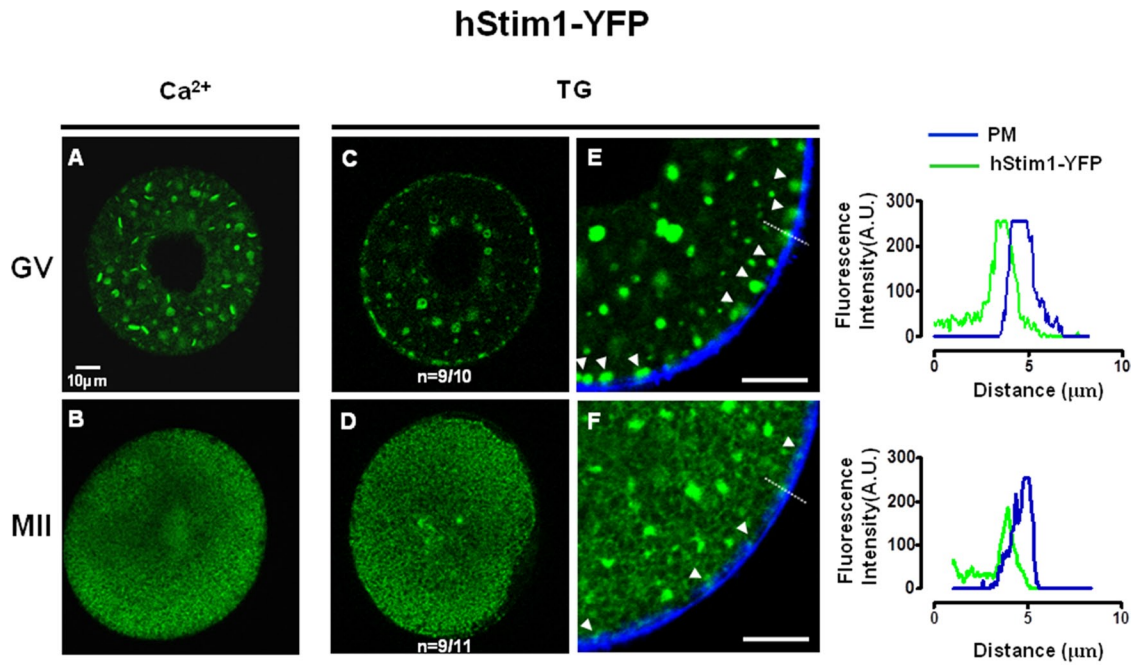 hStim1-YFP
Ca²⁺
TG
GV
A
10μm
C
n=9/10
E
PM
hStim1-YFP
Fluorescence
Intensity(A.U.)
300
200
100
0
0 5 10
Distance (μm)
MII
B
D
n=9/11
F
Fluorescence
Intensity(A.U.)
300
200
100
0
0 5 10
Distance (μm)